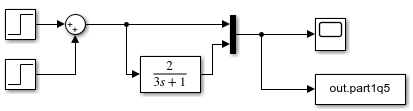 +
+
2
3s+1
out.part1q5